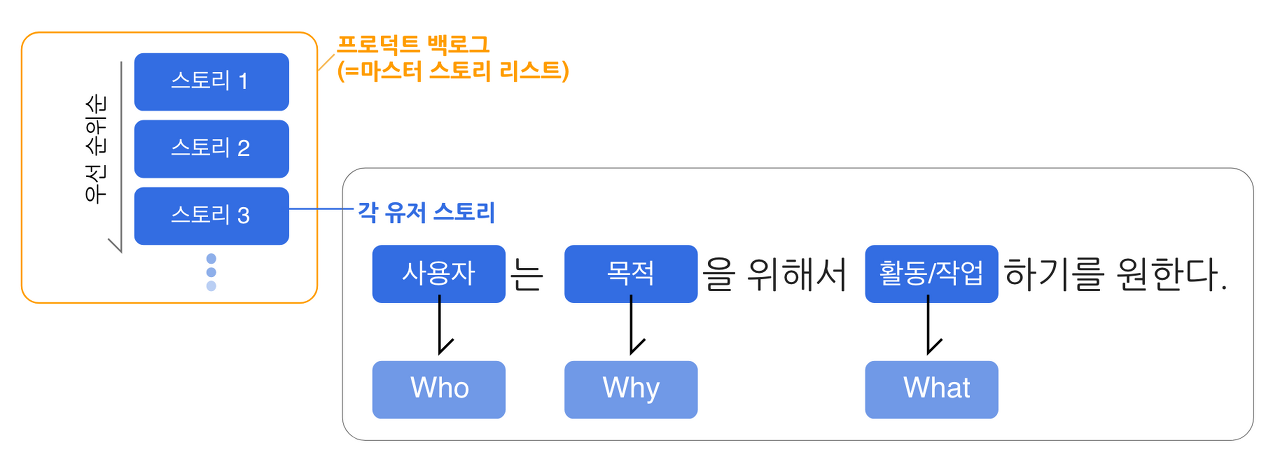 프로덕트 백로그
(=마스터 스토리 리스트)
우선 순위순
스토리 1
스토리 2
스토리 3
각 유저 스토리
사용자 는 목적 을 위해서 활동/작업 하기를 원한다.
Who Why What